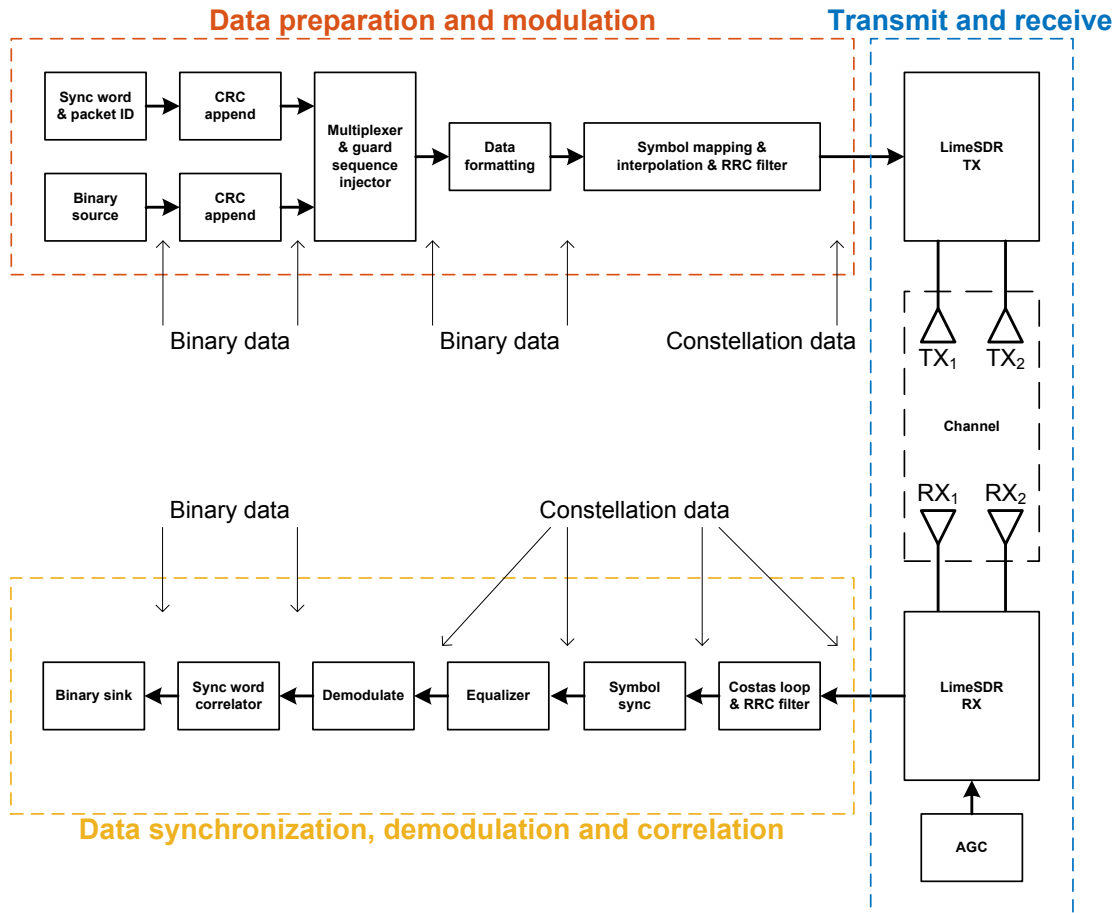 Data preparation and modulation
Transmit and receive
Sync word
& packet ID
CRC
append
Multiplexer
& guard
sequence
injector
Data
formatting
Symbol mapping &
interpolation & RRC filter
LimeSDR
TX
Binary
source
CRC
append
Binary data
Binary data
Constellation data
TX₁
TX₂
Channel
RX₁
RX₂
Binary data
Constellation data
Binary sink
Sync word
correlator
Demodulate
Equalizer
Symbol
sync
Costas loop
& RRC filter
LimeSDR
RX
Data synchronization, demodulation and correlation
AGC